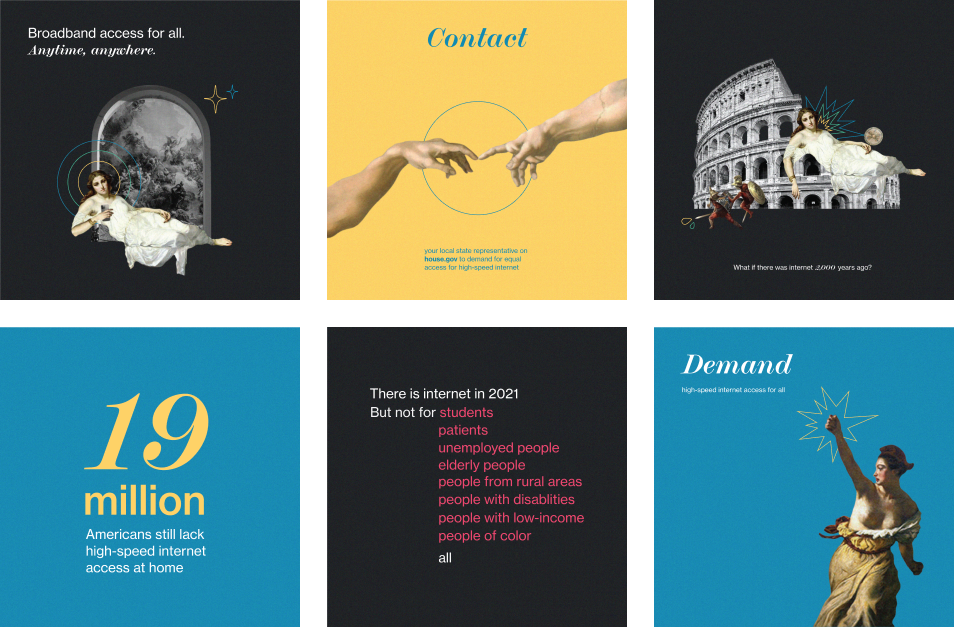 Broadband access for all.
Anytime, anywhere.
Contact
your local state representative on
house.gov to demand for equal
access for high-speed internet
What if there was internet 2,000 years ago?
19
million
Americans still lack
high-speed internet
access at home
There is internet in 2021
But not for students
patients
unemployed people
elderly people
people from rural areas
people with disablities
people with low-income
people of color
all
Demand
high-speed internet access for all